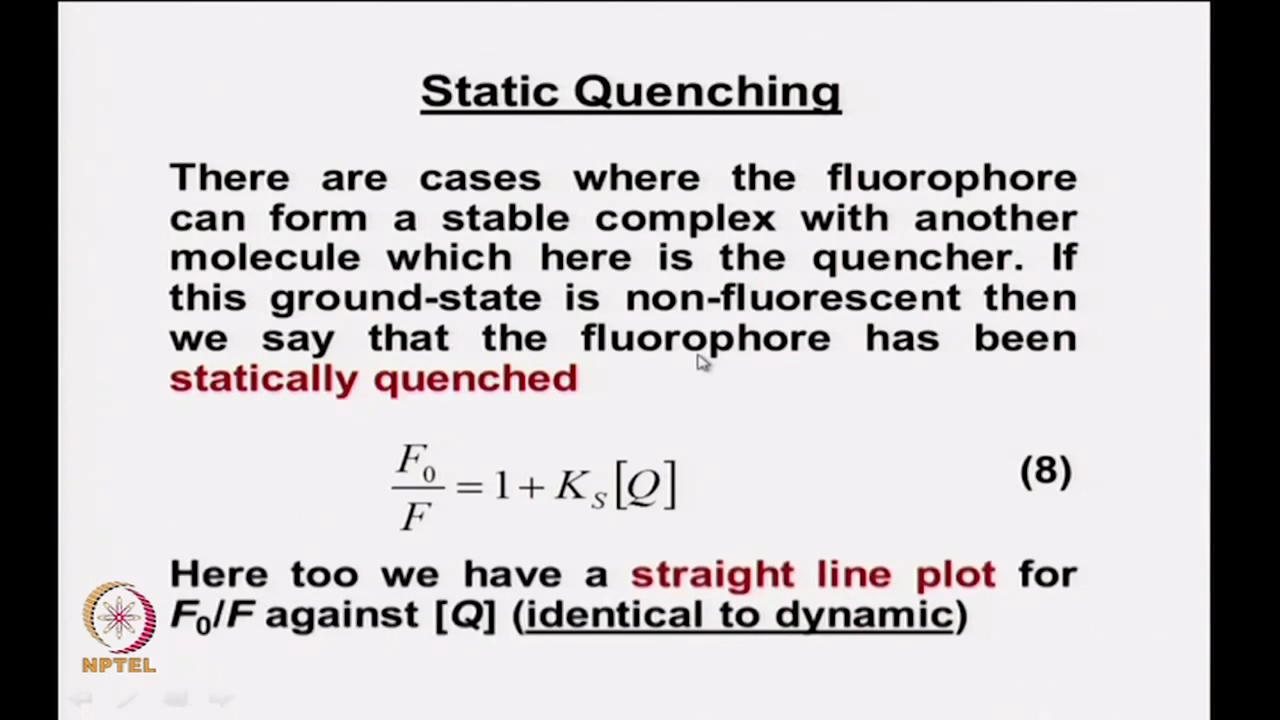 Static Quenching
There are cases where the fluorophore
can form a stable complex with another
molecule which here is the quencher. If
this ground-state is non-fluorescent then
we say that the fluorophore has been
statically quenched
F₀/F = 1 + K_S[Q] (8)
Here too we have a straight line plot for
F₀/F against [Q] (identical to dynamic)
NPTEL